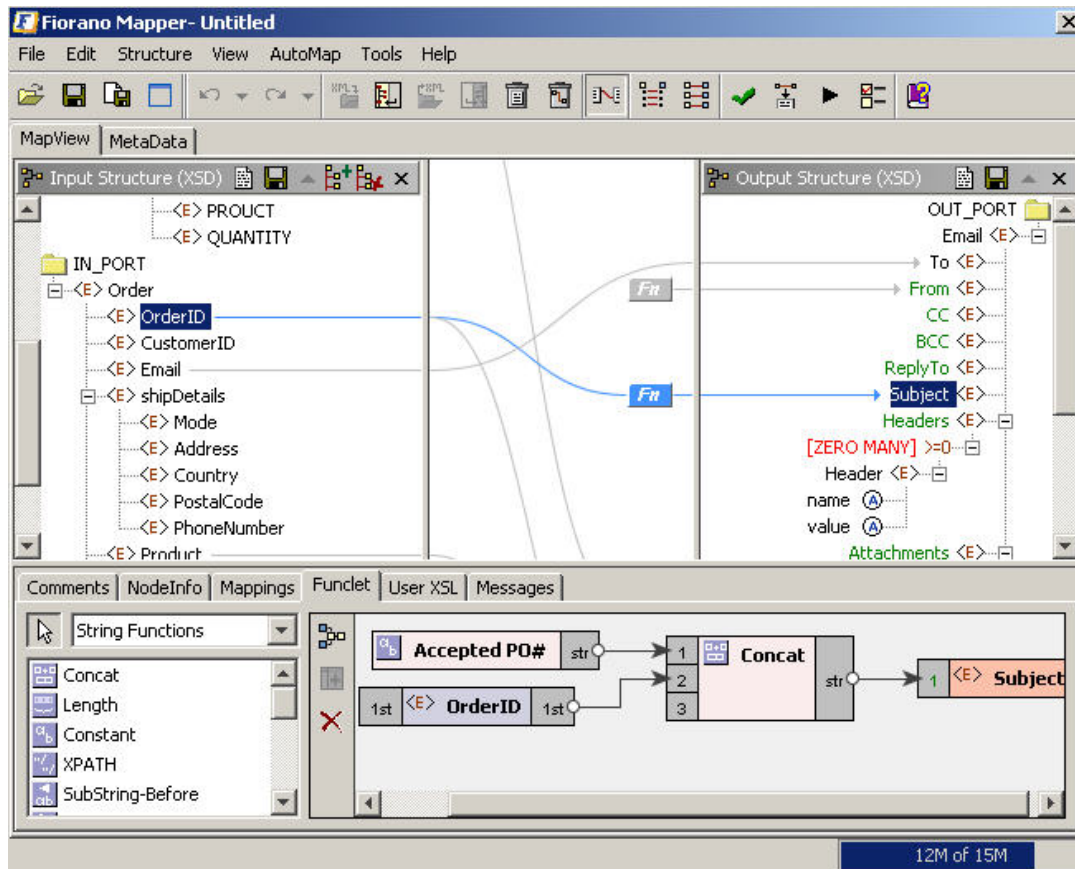 Fiorano Mapper- Untitled
File Edit Structure View AutoMap Tools Help
MapView MetaData
Input Structure (XSD)
<E> PROUCT
<E> QUANTITY
IN_PORT
<E> Order
<E> OrderID
<E> CustomerID
<E> Email
<E> shipDetails
<E> Mode
<E> Address
<E> Country
<E> PostalCode
<E> PhoneNumber
<E> Product
Fn
Fn
Output Structure (XSD)
OUT_PORT
Email <E>
To <E>
From <E>
CC <E>
BCC <E>
ReplyTo <E>
Subject <E>
Headers <E>
[ZERO MANY] >=0
Header <E>
name A
value A
Attachments <E>
Comments NodeInfo Mappings Funclet User XSL Messages
String Functions
Concat
Length
Constant
XPATH
SubString-Before
Accepted PO# str
1st <E> OrderID 1st
1 Concat
2 str
3
1 <E> Subject
12M of 15M